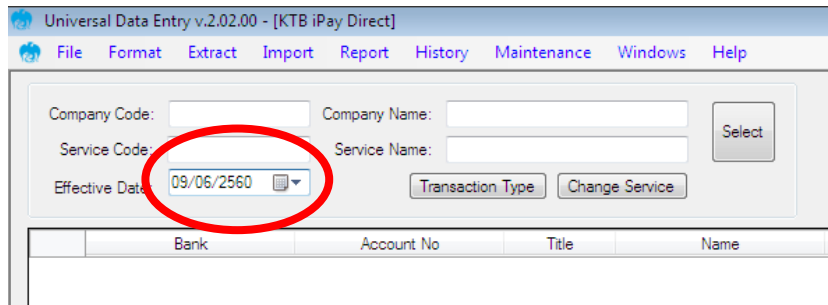 Universal Data Entry v.2.02.00 - [KTB iPay Direct]
File Format Extract Import Report History Maintenance Windows Help
Company Code: Company Name:
Select
Service Code: Service Name:
Effective Date: 09/06/2560 Transaction Type Change Service
Bank Account No Title Name